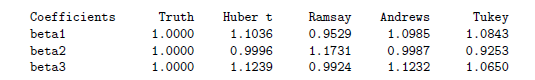 Coefficients Truth Huber t Ramsay Andrews Tukey
beta1 1.0000 1.1036 0.9529 1.0985 1.0843
beta2 1.0000 0.9996 1.1731 0.9987 0.9253
beta3 1.0000 1.1239 0.9924 1.1232 1.0650